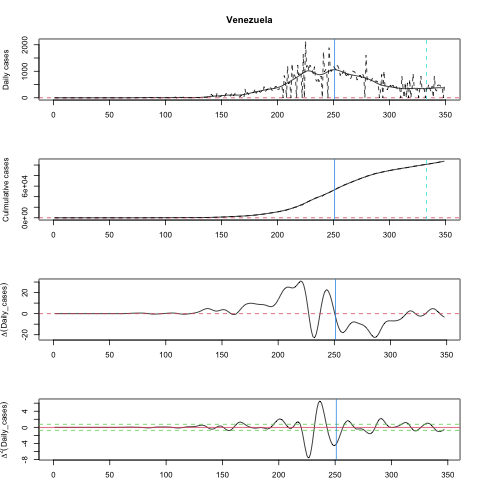 Venezuela
Daily cases
0
1000
2000
0 50 100 150 200 250 300 350
Culmulative cases
0e+00
6e+04
0 50 100 150 200 250 300 350
Δ(Daily_cases)
-20
0
20
0 50 100 150 200 250 300 350
Δ²(Daily_cases)
-8
-4
0
4
0 50 100 150 200 250 300 350